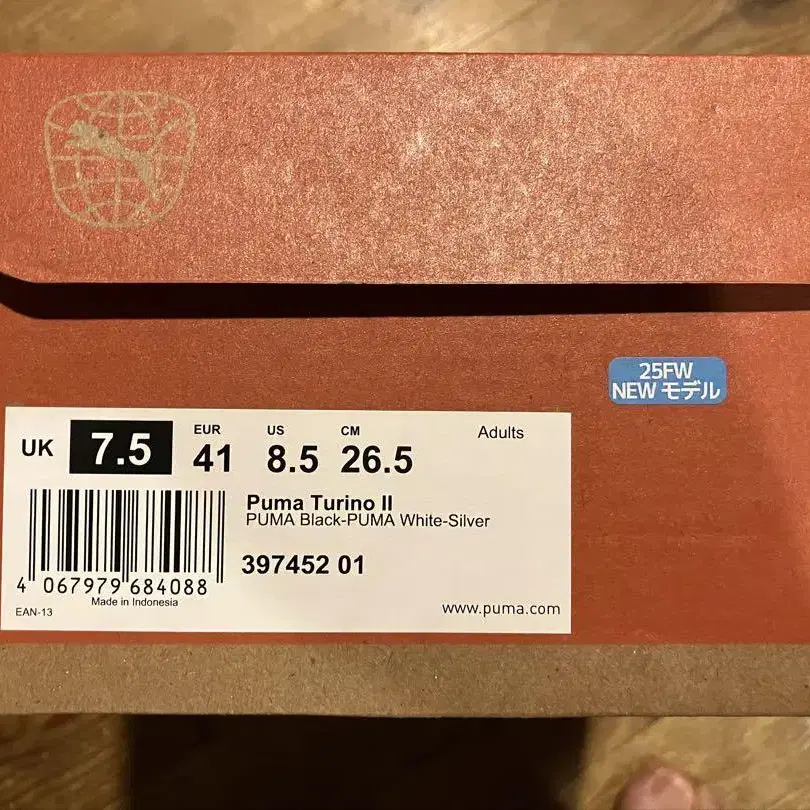 25FW
NEW モデル
UK 7.5
EUR
41
US
8.5
CM
26.5
Adults
Puma Turino II
PUMA Black-PUMA White-Silver
397452 01
4 067979 684088
Made in Indonesia
EAN-13
www.puma.com